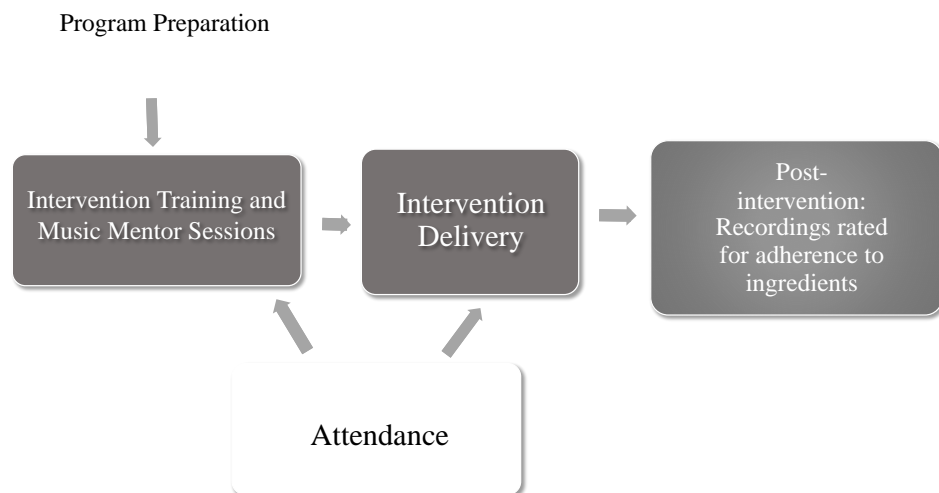 Program Preparation
Intervention Training and
Music Mentor Sessions
Intervention
Delivery
Post-
intervention:
Recordings rated
for adherence to
ingredients
Attendance